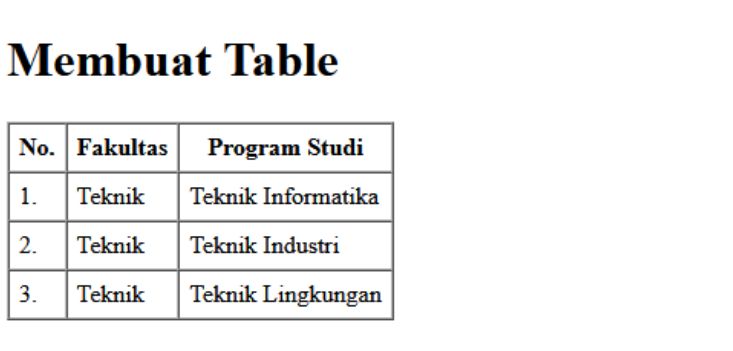 Membuat Table
No. Fakultas Program Studi
1. Teknik Teknik Informatika
2. Teknik Teknik Industri
3. Teknik Teknik Lingkungan